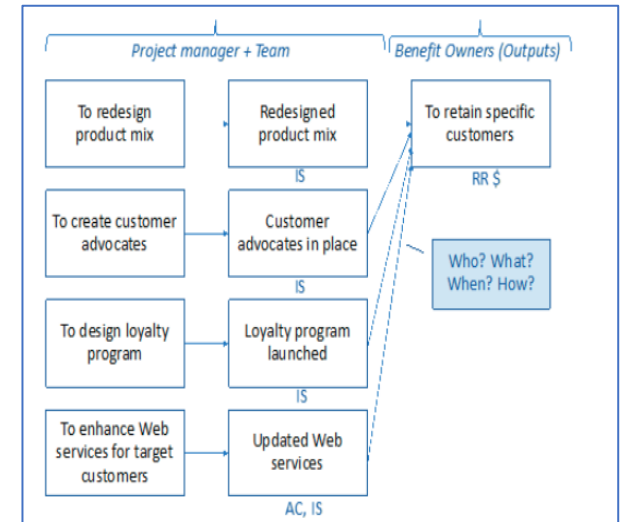 Project manager + Team
Benefit Owners (Outputs)
To redesign
product mix
Redesigned
product mix
IS
To retain specific
customers
RR $
To create customer
advocates
Customer
advocates in place
IS
Who? What?
When? How?
To design loyalty
program
Loyalty program
launched
IS
To enhance Web
services for target
customers
Updated Web
services
AC, IS